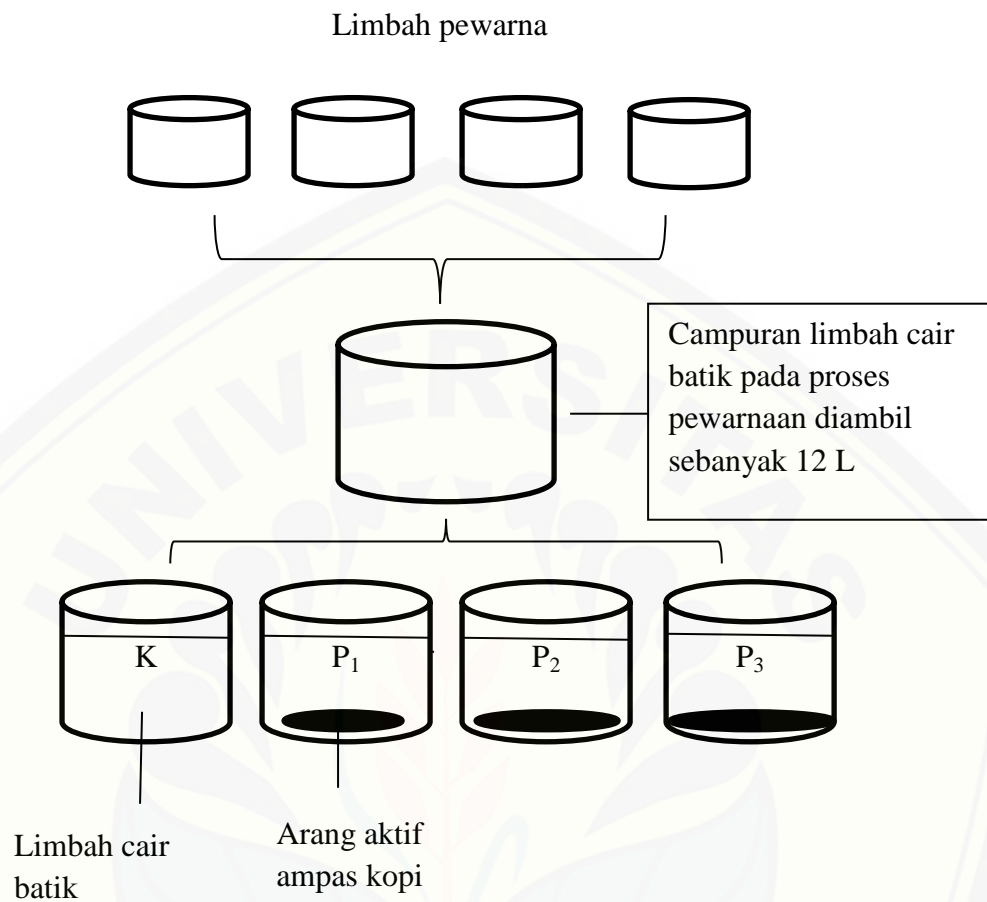 Limbah pewarna
Campuran limbah cair
batik pada proses
pewarnaan diambil
sebanyak 12 L
K
P₁
P₂
P₃
Limbah cair
batik
Arang aktif
ampas kopi
UNIVERSITAS